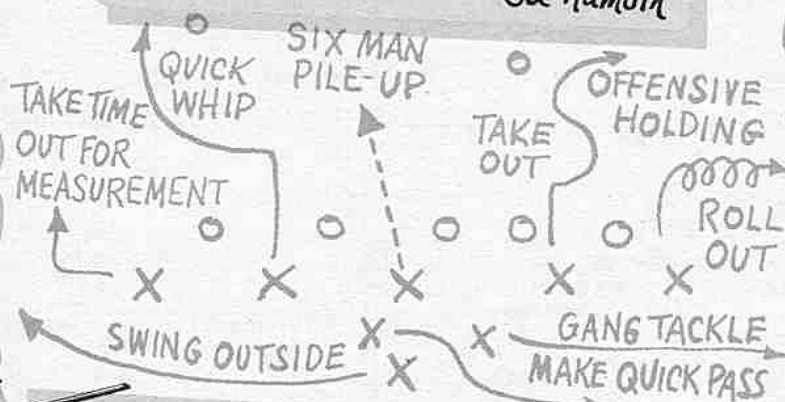 SIX MAN
PILE-UP
QUICK
WHIP
TAKE TIME
OUT FOR
MEASUREMENT
TAKE
OUT
OFFENSIVE
HOLDING
ROLL
OUT
SWING OUTSIDE
GANG TACKLE
MAKE QUICK PASS